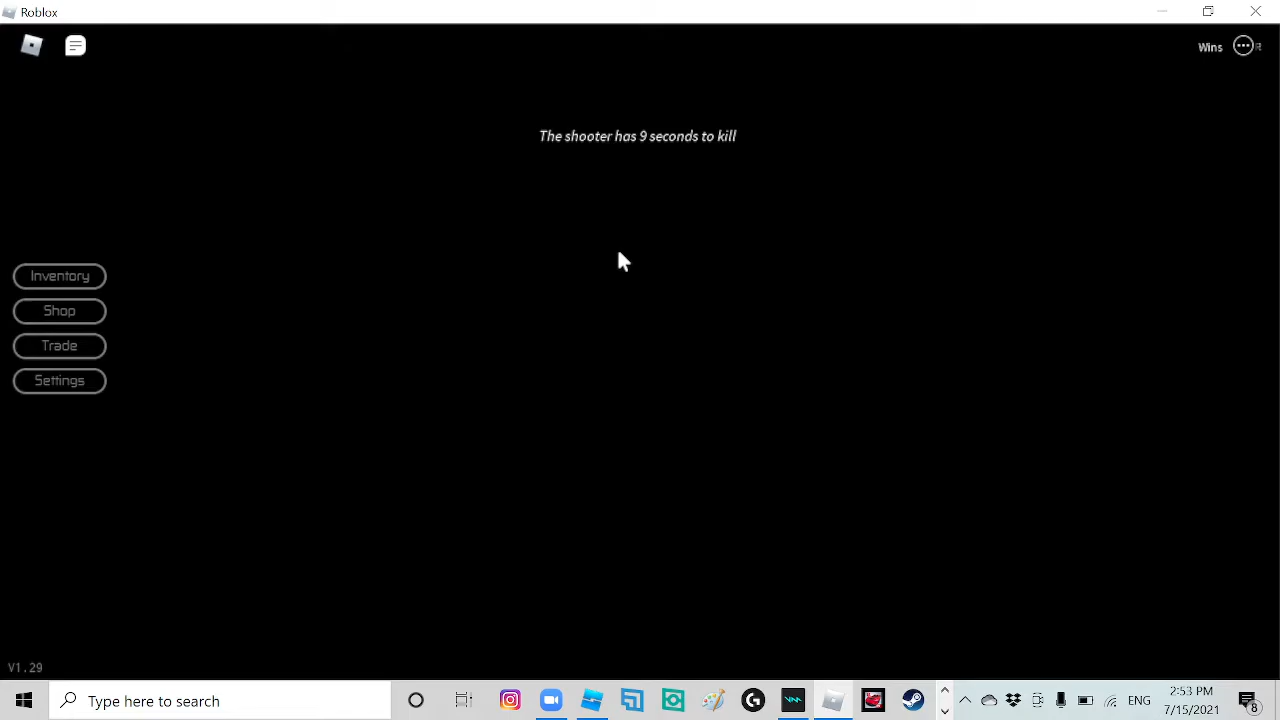 Roblox
Wins
The shooter has 9 seconds to kill
Inventory
Shop
Trade
Settings
V1.29
Type here to search
ENG
2:53 PM
7/15/2021
8